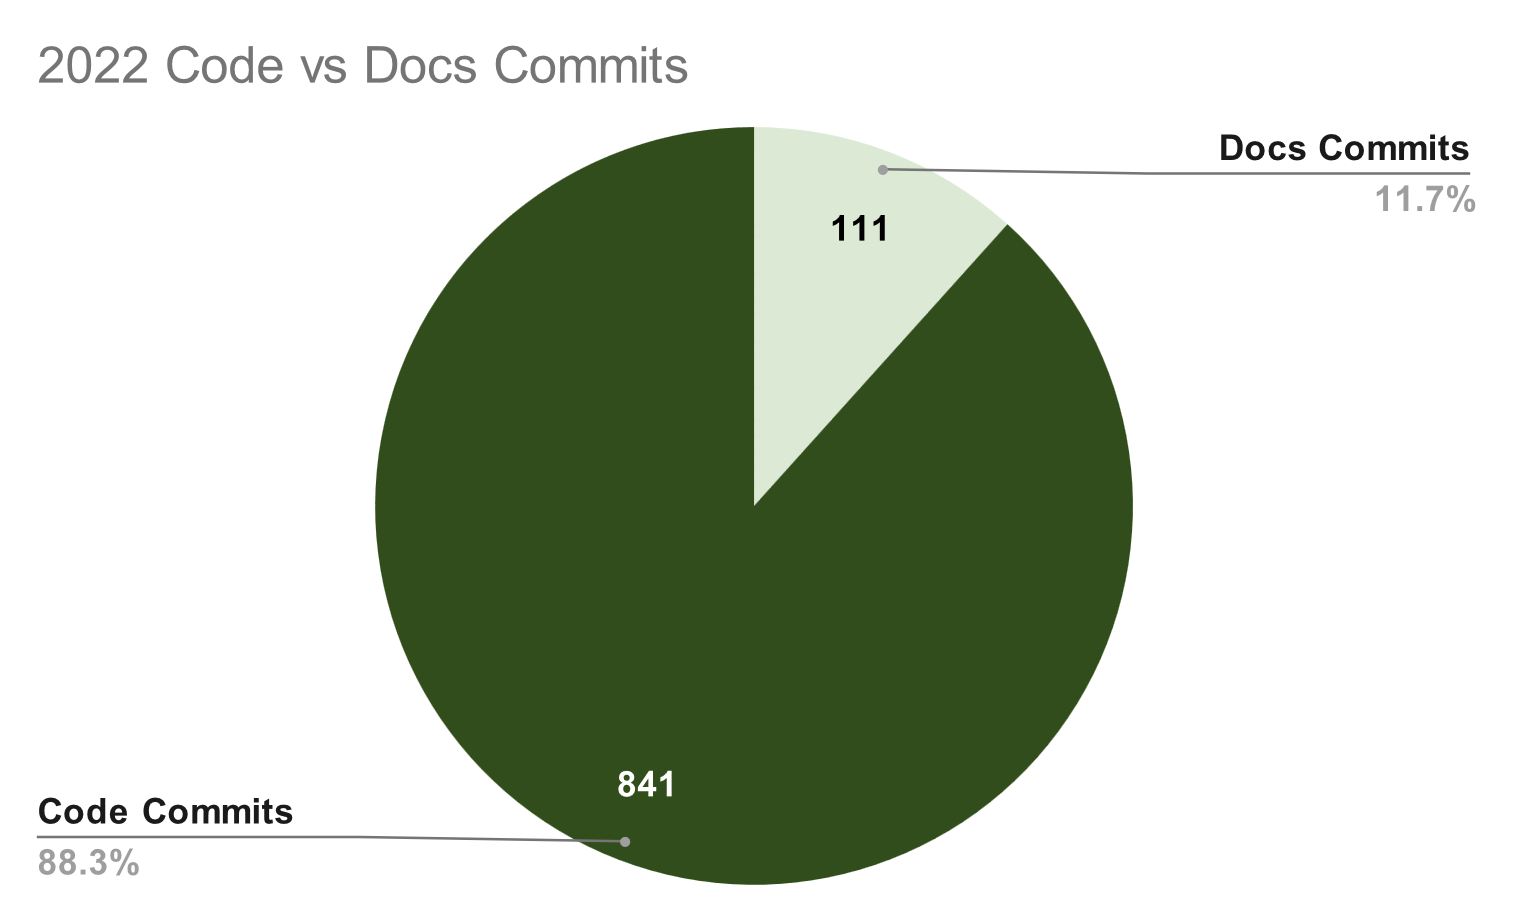 2022 Code vs Docs Commits
Docs Commits
11.7%
111
841
Code Commits
88.3%